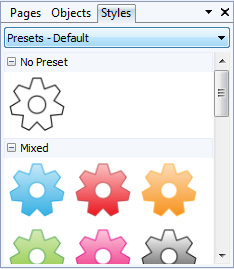 Pages Objects Styles
Presets - Default
No Preset
Mixed